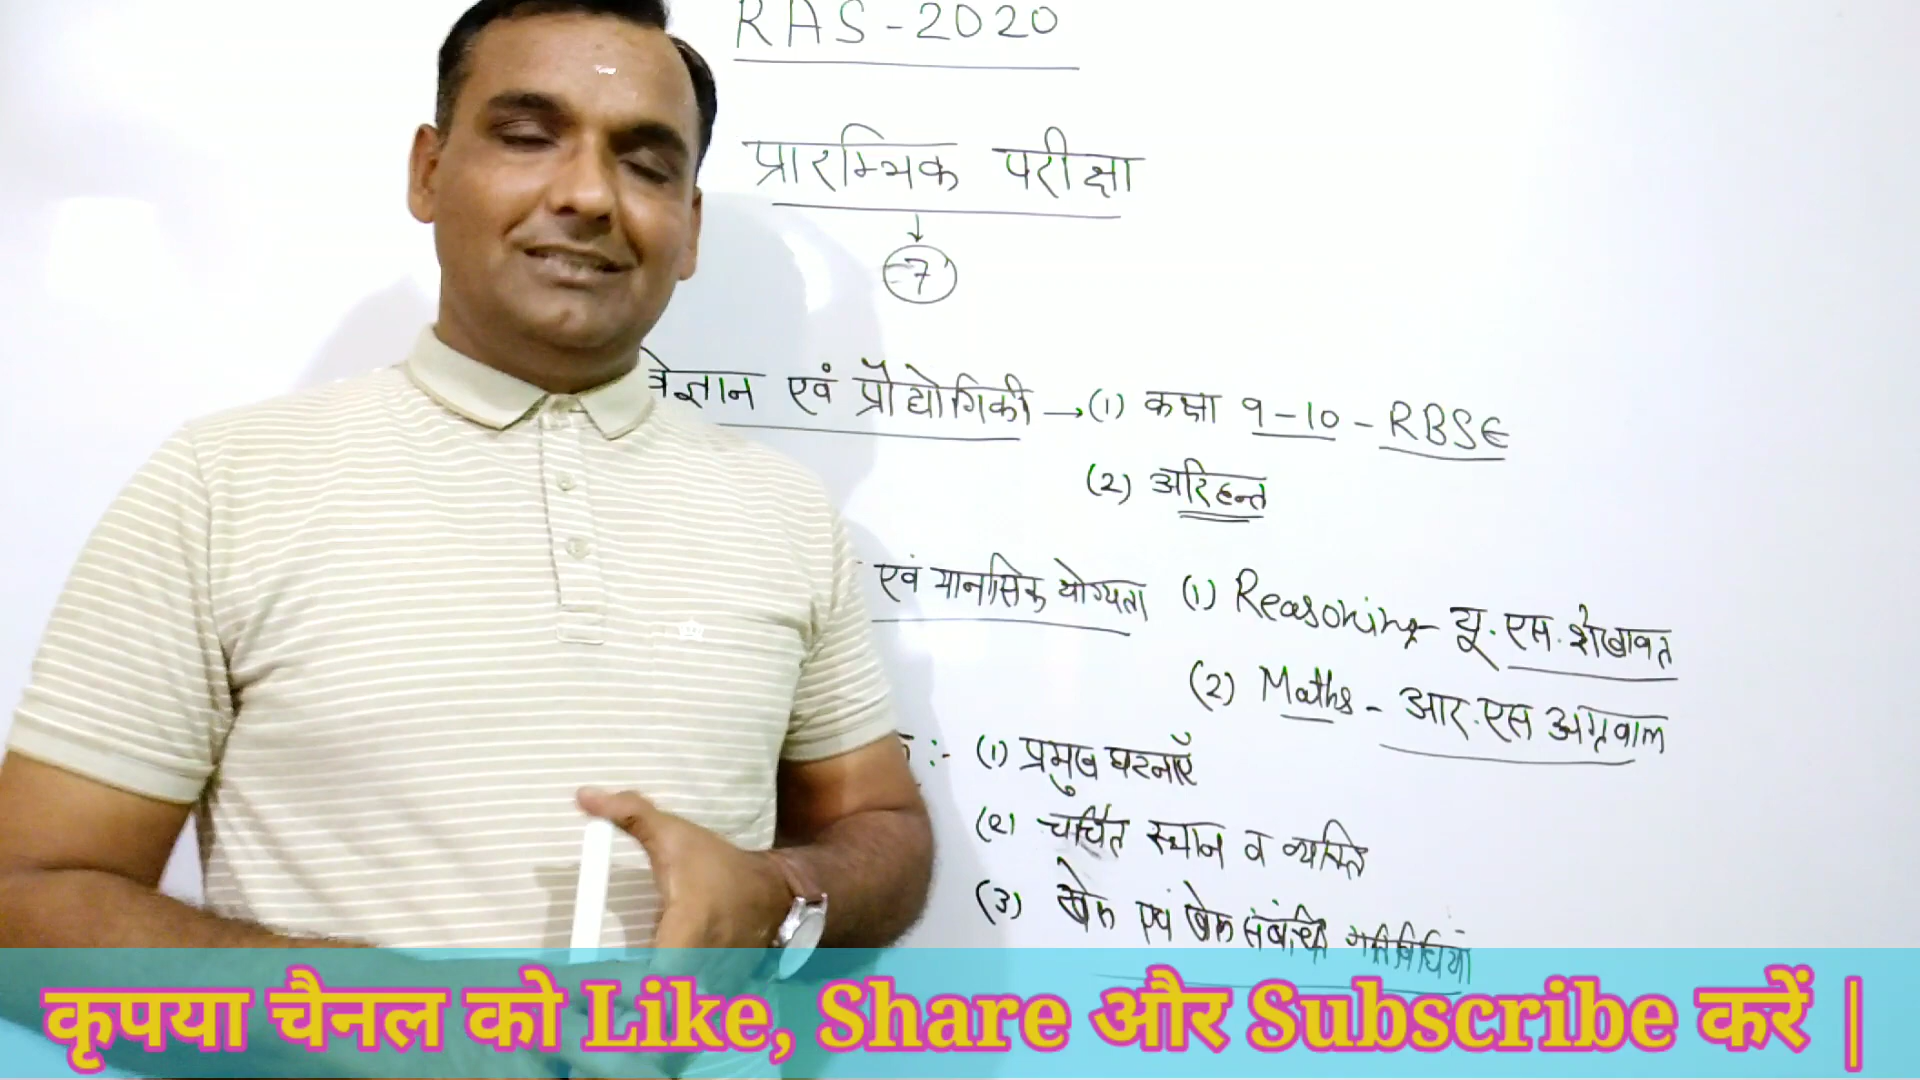 RAS-2020
प्रारम्भिक परीक्षा
7
विज्ञान एवं प्रौद्योगिकी → (1) कक्षा 9-10 - RBSE
(2) अरिहन्त
एवं मानसिक योग्यता (1) Reasoning - यू. एस. शेखावत
(2) Maths - आर. एस अग्रवाल
:- (1) प्रमुख घटनाएँ
(2) चर्चित स्थान व व्यक्ति
(3) खेल एवं खेल संबंधित गतिविधियां
कृपया चैनल को Like, Share और Subscribe करें |